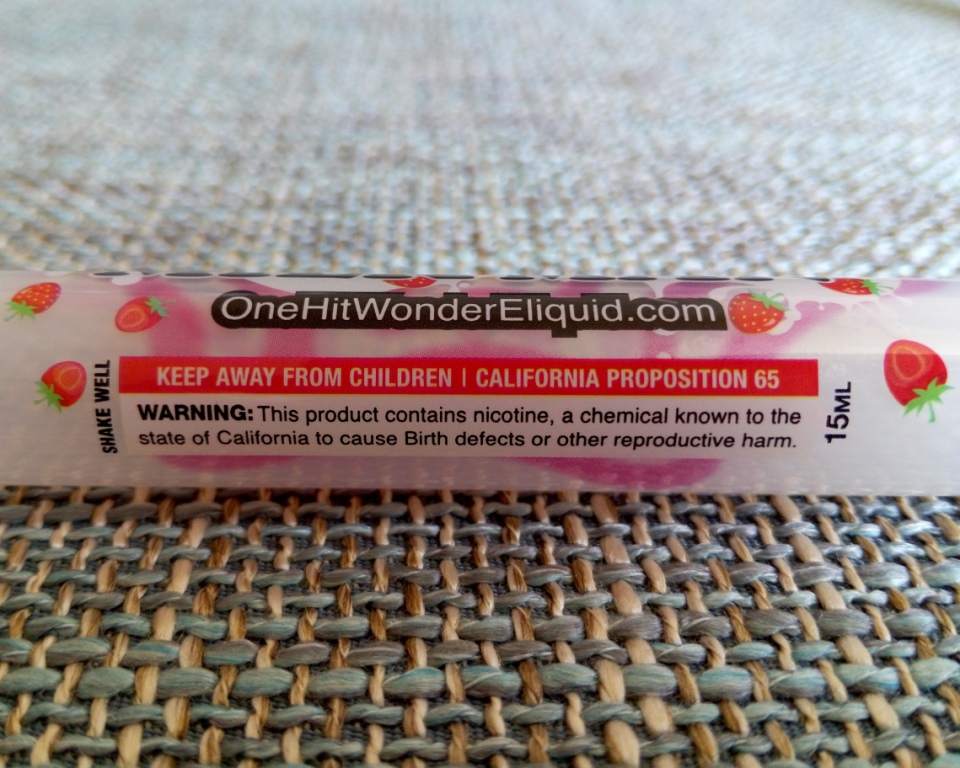 OneHitWonderEliquid.com
SHAKE WELL
KEEP AWAY FROM CHILDREN | CALIFORNIA PROPOSITION 65
WARNING: This product contains nicotine, a chemical known to the
state of California to cause Birth defects or other reproductive harm.
15ML